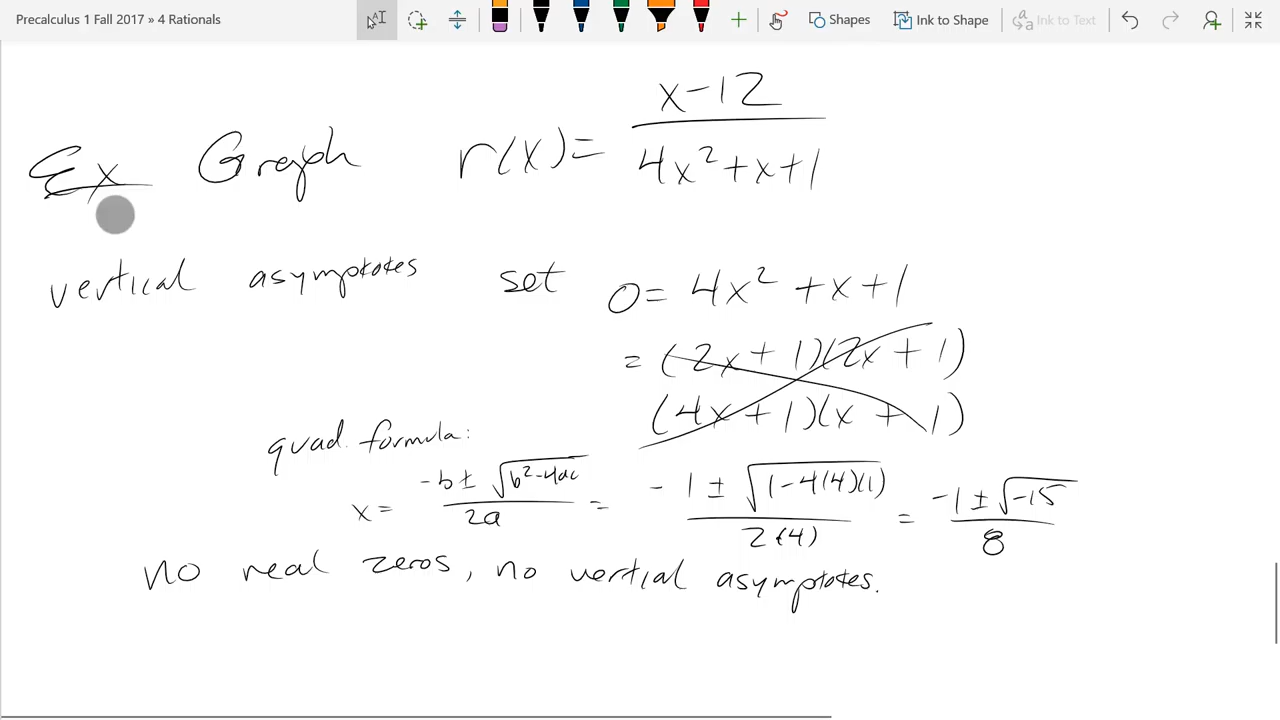 Precalculus 1 Fall 2017 » 4 Rationals
Shapes
Ink to Shape
Ink to Text
Ex Graph r(x) = (x-12)/(4x²+x+1)
vertical asymptotes set 0 = 4x² + x + 1
= (2x + 1)(2x + 1)
(4x + 1)(x + 1)
quad. formula:
x = (-b ± √(b²-4ac))/(2a) = (-1 ± √(1-4(4)(1)))/(2(4)) = (-1 ± √-15)/8
no real zeros, no vertical asymptotes.